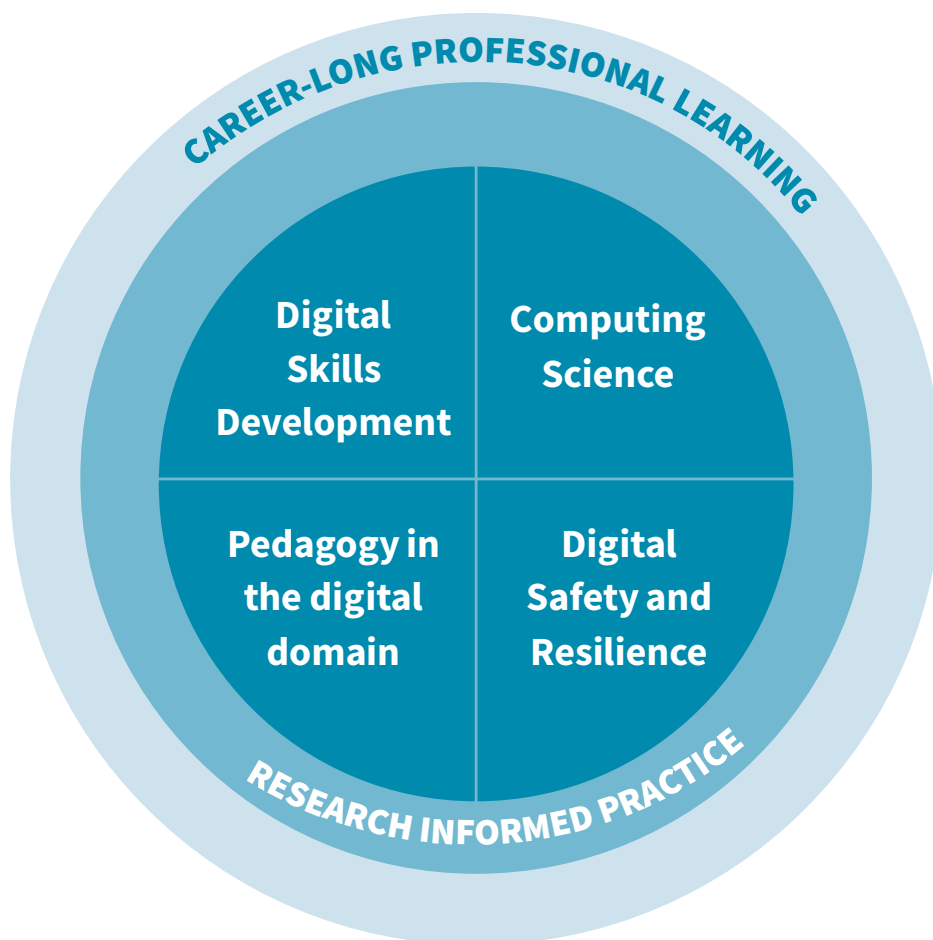 CAREER-LONG PROFESSIONAL LEARNING
Digital
Skills
Development
Computing
Science
Pedagogy in
the digital
domain
Digital
Safety and
Resilience
RESEARCH INFORMED PRACTICE